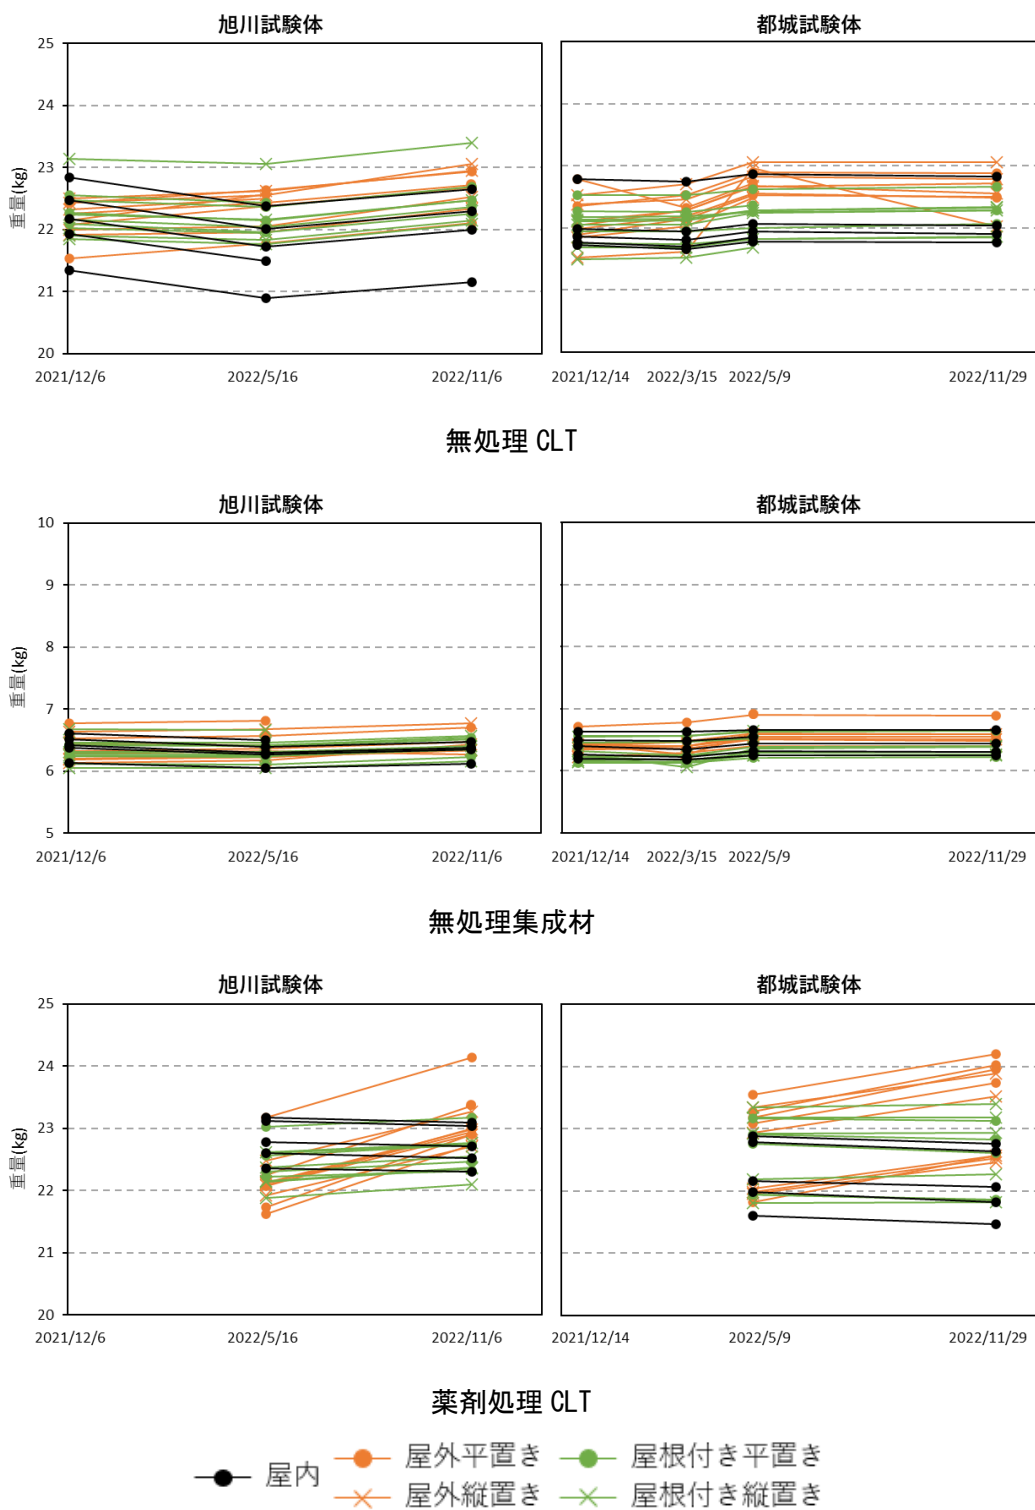 旭川試験体 都城試験体
25
24
23
22
21
20
重量(kg)
2021/12/6 2022/5/16 2022/11/6 2021/12/14 2022/3/15 2022/5/9 2022/11/29
無処理 CLT
旭川試験体 都城試験体
10
9
8
7
6
5
重量(kg)
2021/12/6 2022/5/16 2022/11/6 2021/12/14 2022/3/15 2022/5/9 2022/11/29
無処理集成材
旭川試験体 都城試験体
25
24
23
22
21
20
重量(kg)
2021/12/6 2022/5/16 2022/11/6 2021/12/14 2022/5/9 2022/11/29
薬剤処理 CLT
屋内 屋外平置き 屋根付き平置き
屋外縦置き 屋根付き縦置き